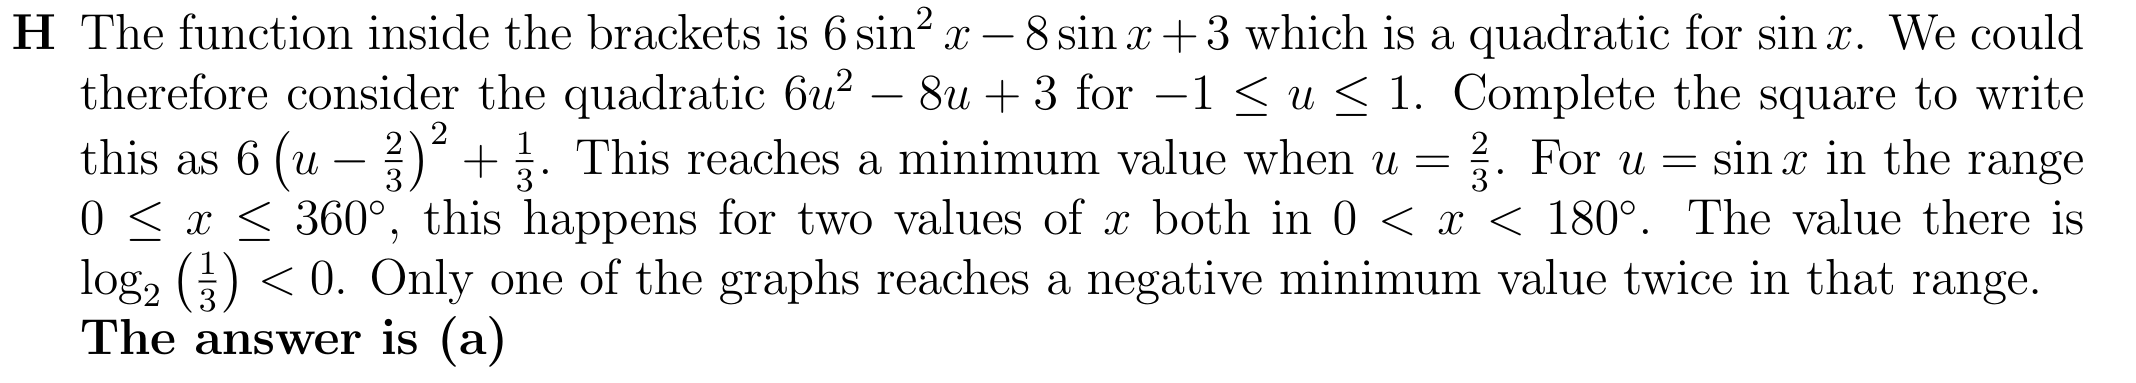 H The function inside the brackets is 6 sin² x − 8 sin x + 3 which is a quadratic for sin x. We could
therefore consider the quadratic 6u² − 8u + 3 for −1 ≤ u ≤ 1. Complete the square to write
this as 6 (u − 2/3)² + 1/3. This reaches a minimum value when u = 2/3. For u = sin x in the range
0 ≤ x ≤ 360°, this happens for two values of x both in 0 < x < 180°. The value there is
log₂ (1/3) < 0. Only one of the graphs reaches a negative minimum value twice in that range.
The answer is (a)